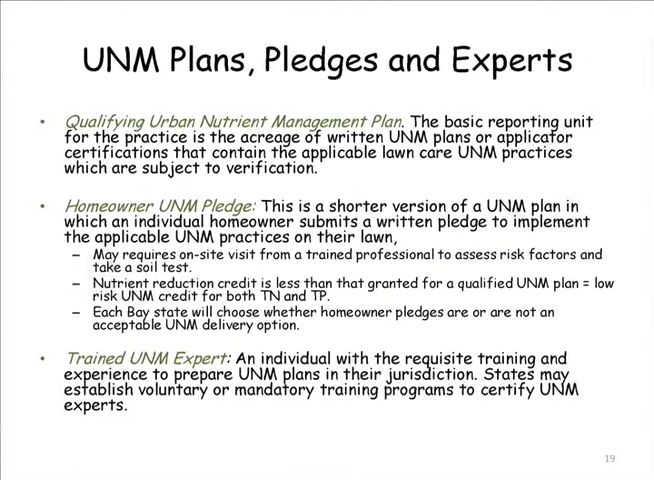 UNM Plans, Pledges and Experts
• Qualifying Urban Nutrient Management Plan. The basic reporting unit
for the practice is the acreage of written UNM plans or applicator
certifications that contain the applicable lawn care UNM practices
which are subject to verification.
• Homeowner UNM Pledge: This is a shorter version of a UNM plan in
which an individual homeowner submits a written pledge to implement
the applicable UNM practices on their lawn,
– May requires on-site visit from a trained professional to assess risk factors and
take a soil test.
– Nutrient reduction credit is less than that granted for a qualified UNM plan = low
risk UNM credit for both TN and TP.
– Each Bay state will choose whether homeowner pledges are or are not an
acceptable UNM delivery option.
• Trained UNM Expert: An individual with the requisite training and
experience to prepare UNM plans in their jurisdiction. States may
establish voluntary or mandatory training programs to certify UNM
experts.
19